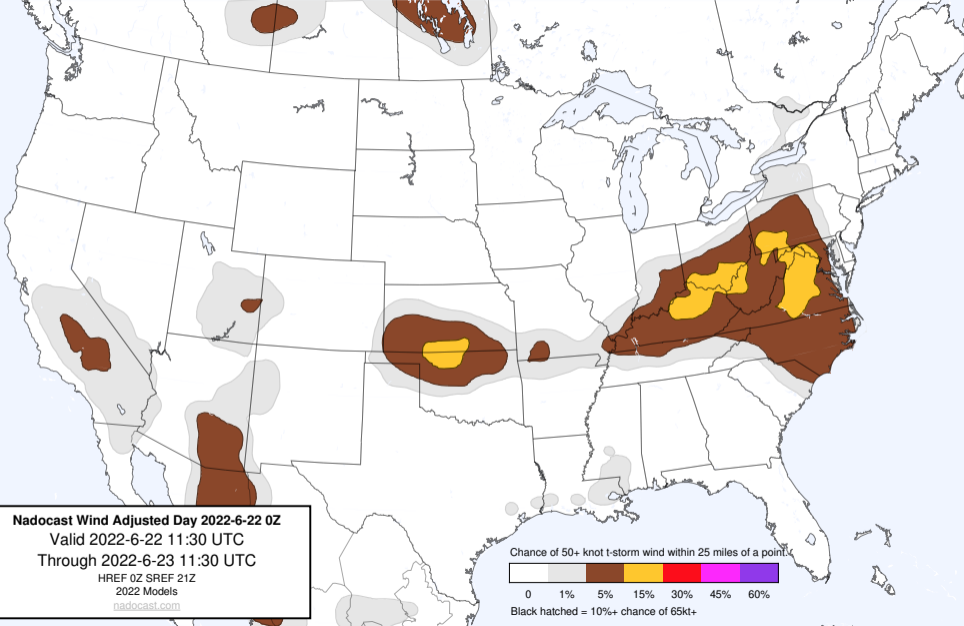 Nadocast Wind Adjusted Day 2022-6-22 0Z
Valid 2022-6-22 11:30 UTC
Through 2022-6-23 11:30 UTC
HREF 0Z SREF 21Z
2022 Models
nadocast.com
Chance of 50+ knot t-storm wind within 25 miles of a point.
0 1% 5% 15% 30% 45% 60%
Black hatched = 10%+ chance of 65kt+